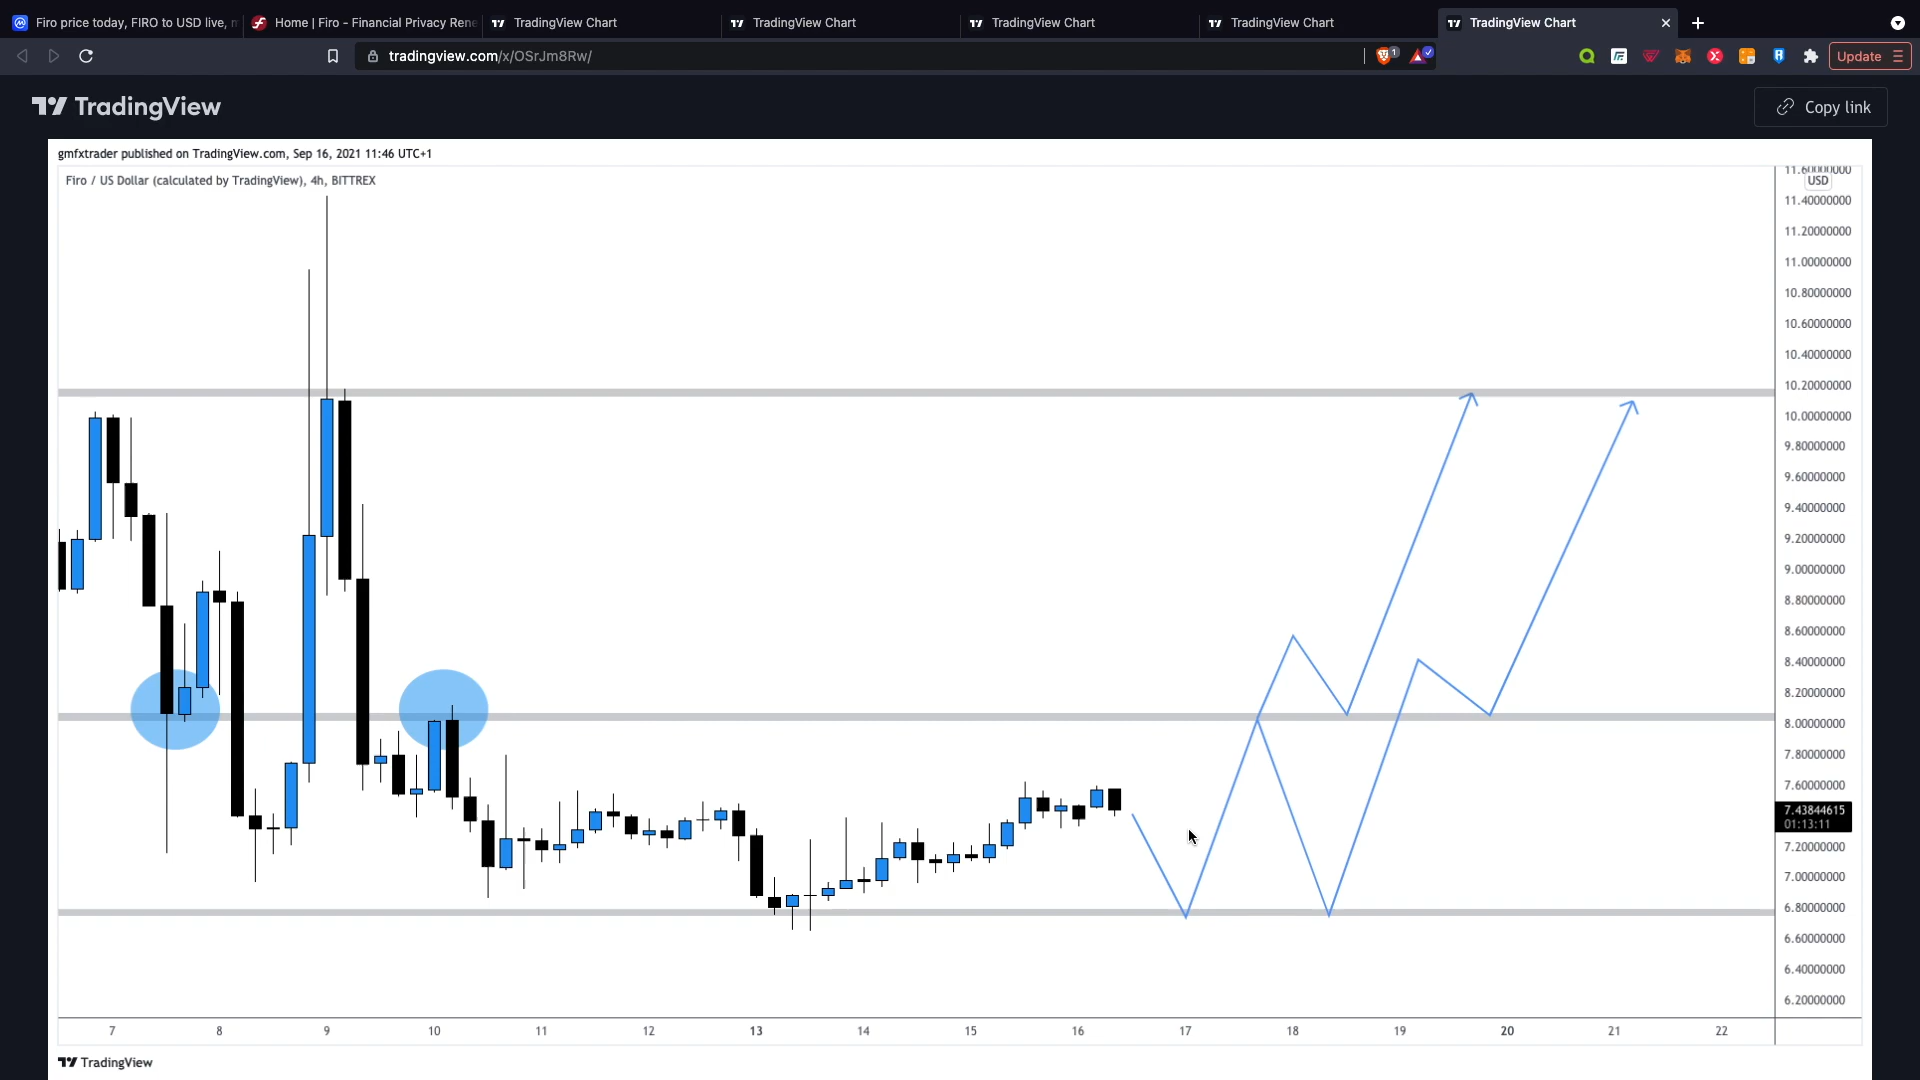 Firo price today, FIRO to USD live, m
Home | Firo - Financial Privacy Rene
TradingView Chart
TradingView Chart
TradingView Chart
TradingView Chart
TradingView Chart
tradingview.com/x/OSrJm8Rw/
1
Update
TradingView
Copy link
gmfxtrader published on TradingView.com, Sep 16, 2021 11:46 UTC+1
Firo / US Dollar (calculated by TradingView), 4h, BITTREX
11.60000000
USD
11.40000000
11.20000000
11.00000000
10.80000000
10.60000000
10.40000000
10.20000000
10.00000000
9.80000000
9.60000000
9.40000000
9.20000000
9.00000000
8.80000000
8.60000000
8.40000000
8.20000000
8.00000000
7.80000000
7.60000000
7.43844615
01:13:11
7.20000000
7.00000000
6.80000000
6.60000000
6.40000000
6.20000000
7 8 9 10 11 12 13 14 15 16 17 18 19 20 21 22
TradingView